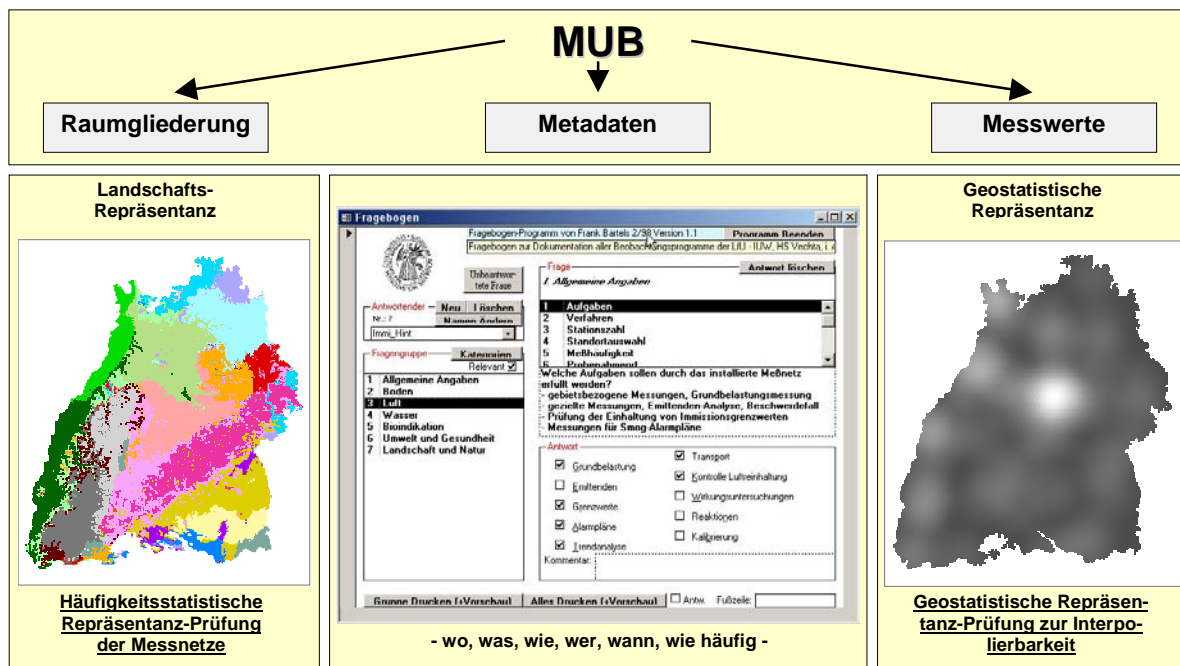 MUB
Raumgliederung
Metadaten
Messwerte
Landschafts-
Repräsentanz
Häufigkeitsstatistische
Repräsentanz-Prüfung
der Messnetze
Fragebogen
Fragebogen-Programm von Frank Bartels 2/98 Version 1.1
Programm Beenden
Fragebogen zur Dokumentation aller Beobachtungsprogramme der LfU - IUW, HS Vechta, i. A
Unbeantwor-
tete Frage
Antwortender
Neu
Löschen
Nr.: 7
Namen Ändern
Immi_Hint
Fragengruppe
Kategorien
Relevant
1 Allgemeine Angaben
2 Boden
3 Luft
4 Wasser
5 Bioindikation
6 Umwelt und Gesundheit
7 Landschaft und Natur
Frage
Antwort löschen
1. Allgemeine Angaben
1 Aufgaben
2 Verfahren
3 Stationszahl
4 Standortauswahl
5 Meßhäufigkeit
6
Welche Aufgaben sollen durch das installierte Meßnetz
erfüllt werden?
- gebietsbezogene Messungen, Grundbelastungsmessung
- gezielte Messungen, Emittenden-Analyse, Beschwerdefall
- Prüfung der Einhaltung von Immissionsgrenzwerten
- Messungen für Smog-Alarmpläne
Antwort
Grundbelastung
Emittenden
Grenzwerte
Alarmpläne
Trendanalyse
Transport
Kontrolle Luftreinhaltung
Wirkungsuntersuchungen
Reaktionen
Kalibrierung
Kommentar:
Gruppe Drucken (+Vorschau)
Alles Drucken (+Vorschau)
Antw.
Fußzeile:
- wo, was, wie, wer, wann, wie häufig -
Geostatistische
Repräsentanz
Geostatistische Repräsen-
tanz-Prüfung zur Interpo-
lierbarkeit